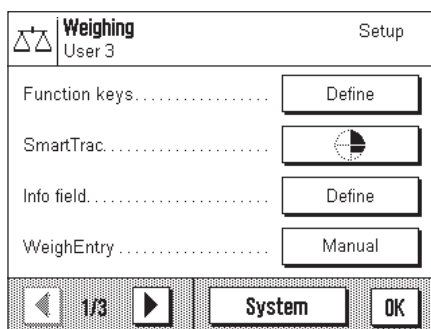 Weighing Setup
User 3
Function keys.................. Define
SmartTrac......................
Info field....................... Define
WeighEntry................... Manual
1/3 System OK